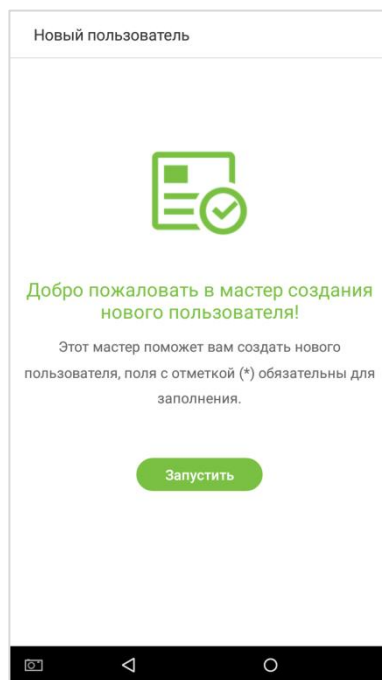 Новый пользователь
Добро пожаловать в мастер создания
нового пользователя!
Этот мастер поможет вам создать нового
пользователя, поля с отметкой (*) обязательны для
заполнения.
Запустить